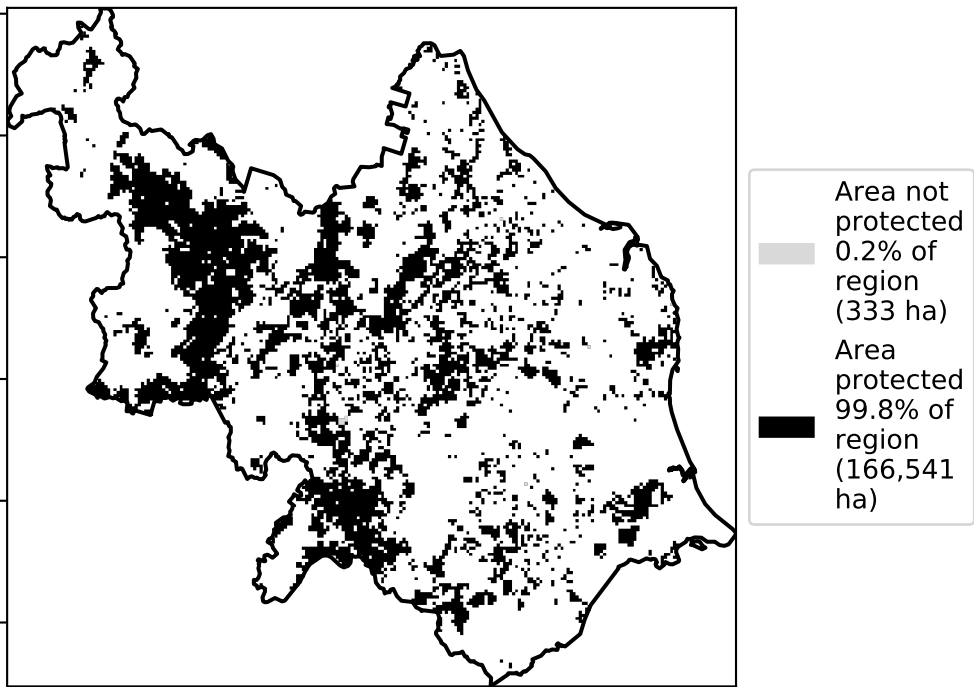 Area not
protected
0.2% of
region
(333 ha)
Area
protected
99.8% of
region
(166,541
ha)